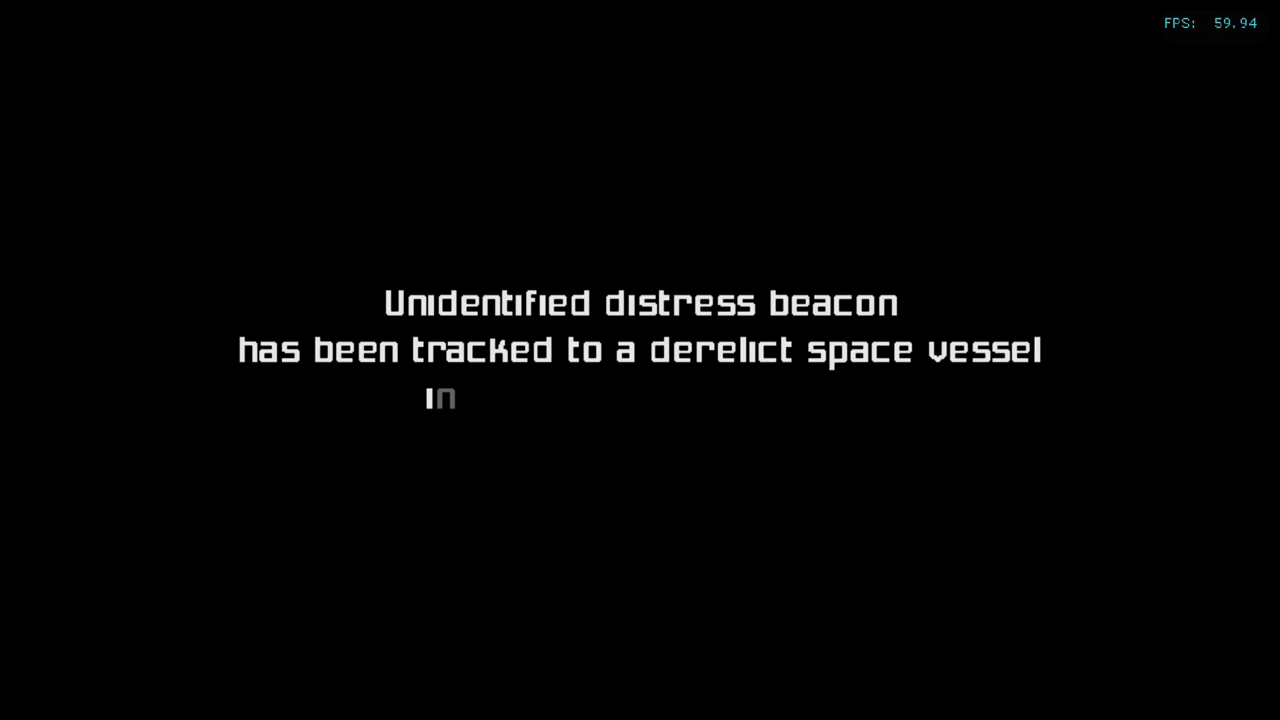 FPS: 59.94
Unidentified distress beacon
has been tracked to a derelict space vessel
in